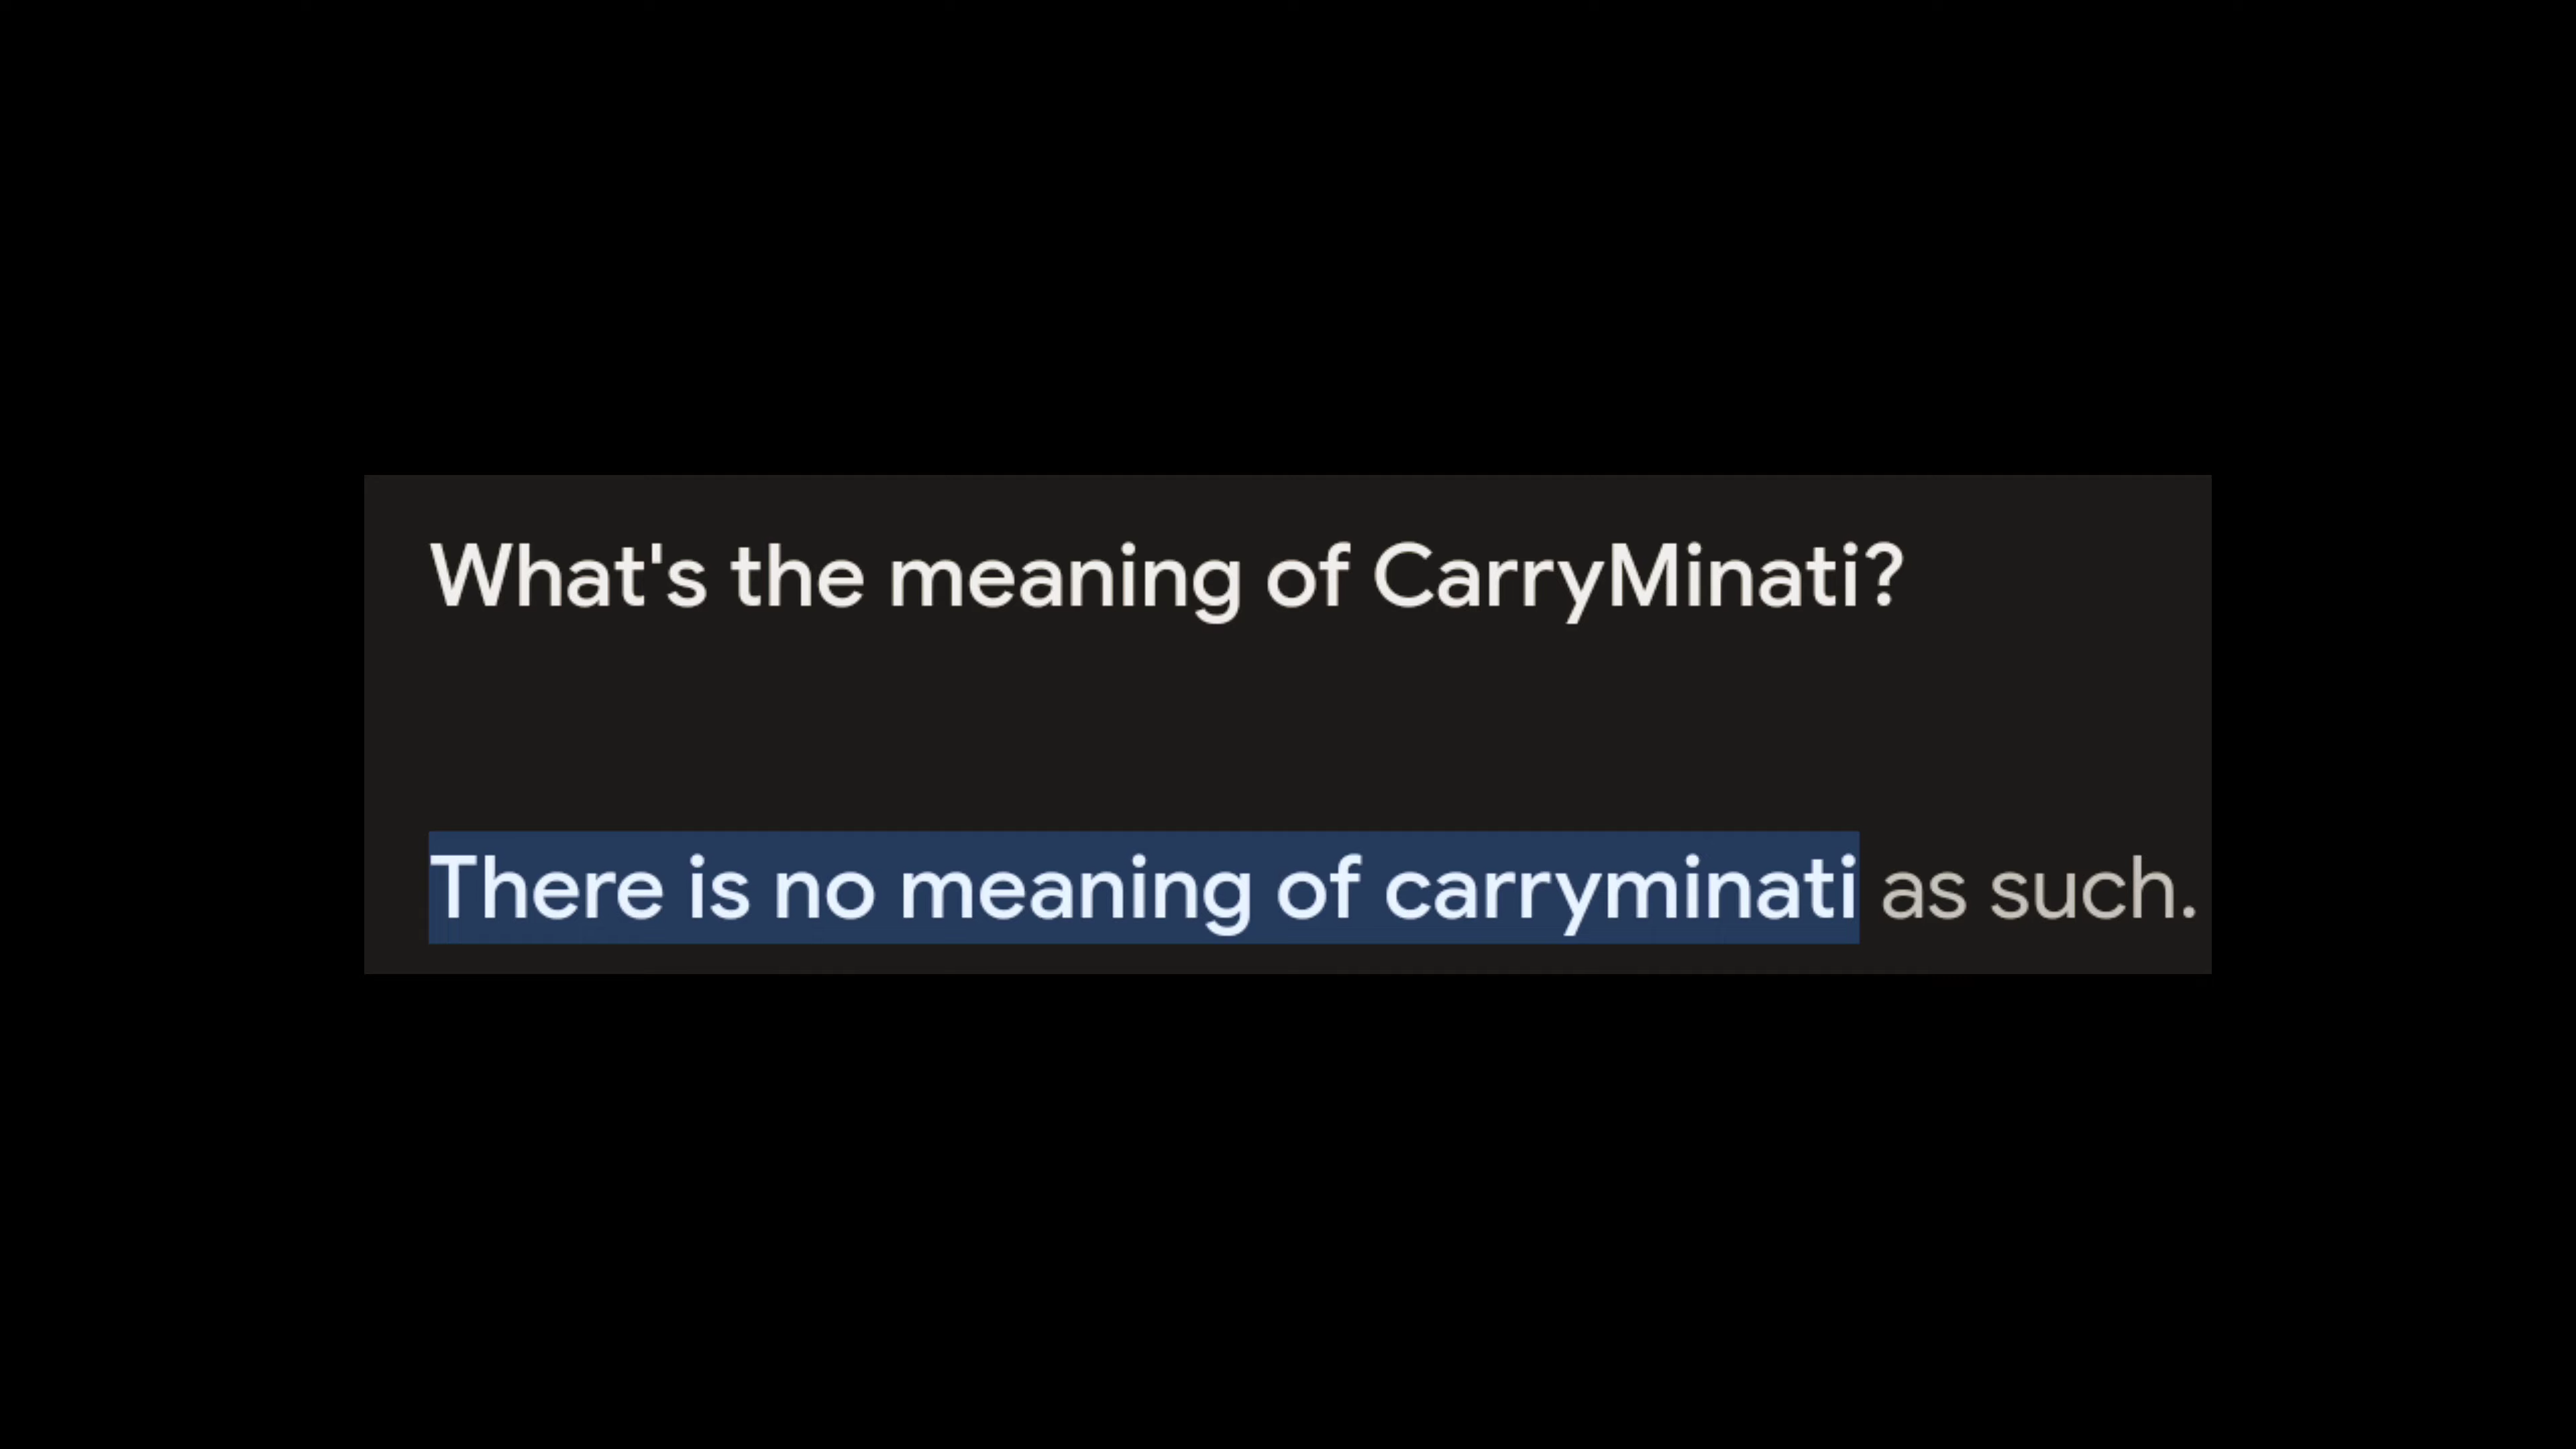 What's the meaning of CarryMinati?
There is no meaning of carryminati as such.